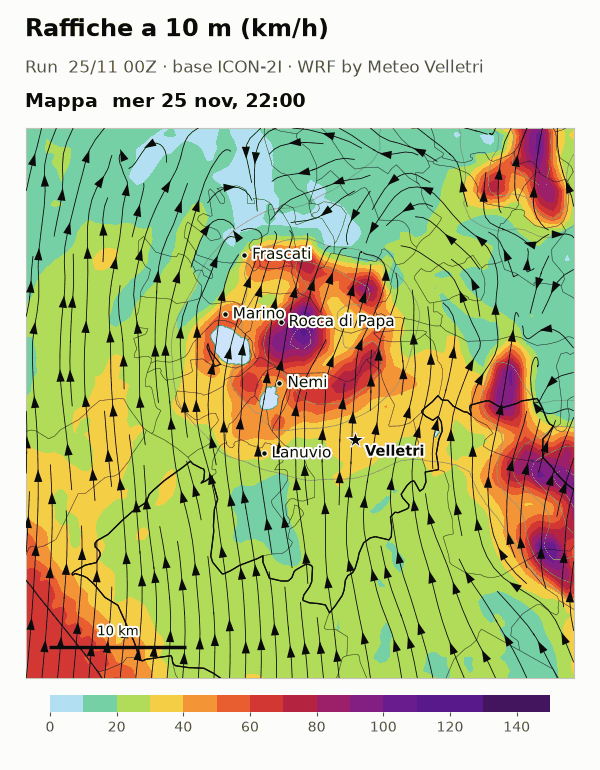 Raffiche a 10 m (km/h)
Run 25/11 00Z · base ICON-2I · WRF by Meteo Velletri
Mappa mer 25 nov, 22:00
Frascati
Marino
Rocca di Papa
Nemi
Lanuvio
Velletri
10 km
0 20 40 60 80 100 120 140